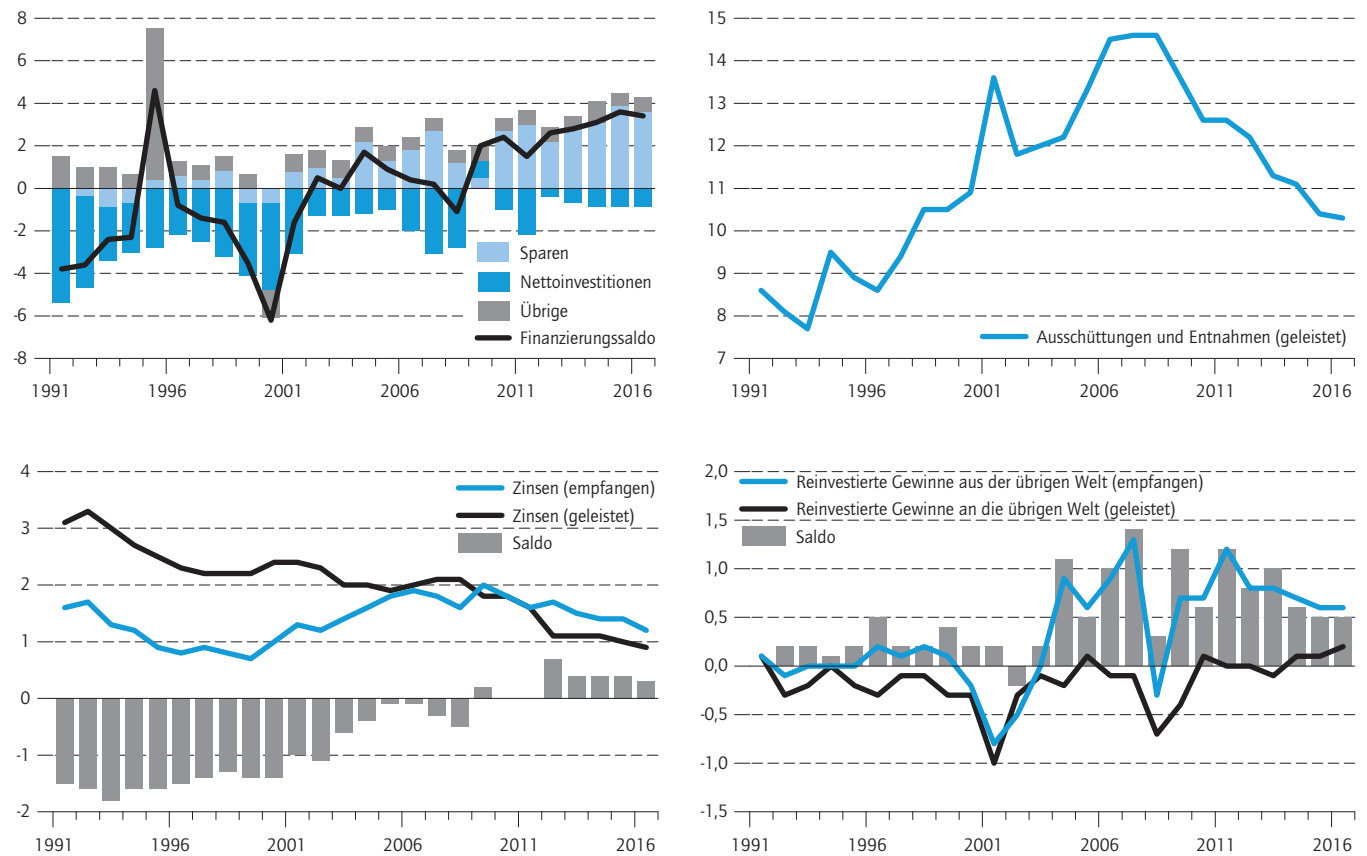 8
6
4
2
0
-2
-4
-6
-8
Sparen
Nettoinvestitionen
Übrige
Finanzierungssaldo
1991 1996 2001 2006 2011 2016
15
14
13
12
11
10
9
8
7
Ausschüttungen und Entnahmen (geleistet)
1991 1996 2001 2006 2011 2016
4
3
2
1
0
-1
-2
Zinsen (empfangen)
Zinsen (geleistet)
Saldo
1991 1996 2001 2006 2011 2016
2,0
1,5
1,0
0,5
0,0
-0,5
-1,0
-1,5
Reinvestierte Gewinne aus der übrigen Welt (empfangen)
Reinvestierte Gewinne an die übrigen Welt (geleistet)
Saldo
1991 1996 2001 2006 2011 2016